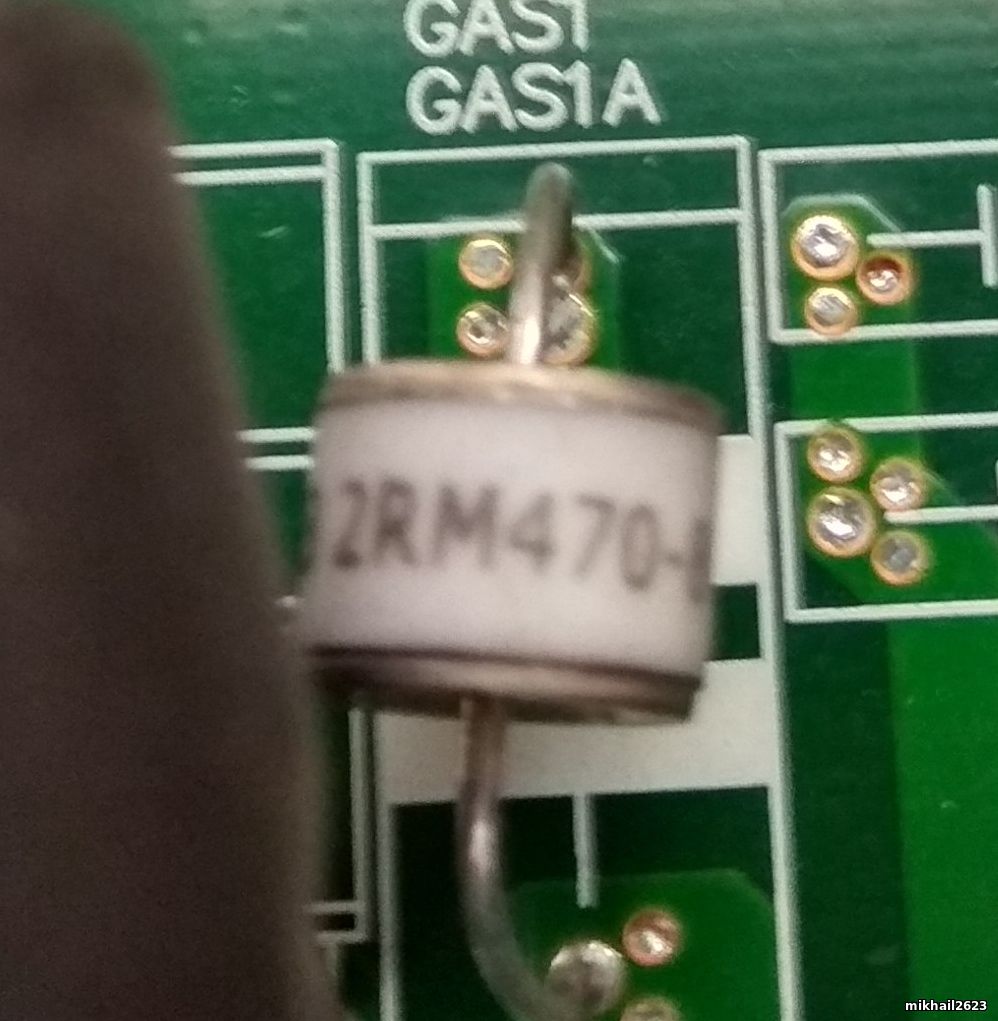 GAS1
GAS1A
2RM470-
mikhail2623